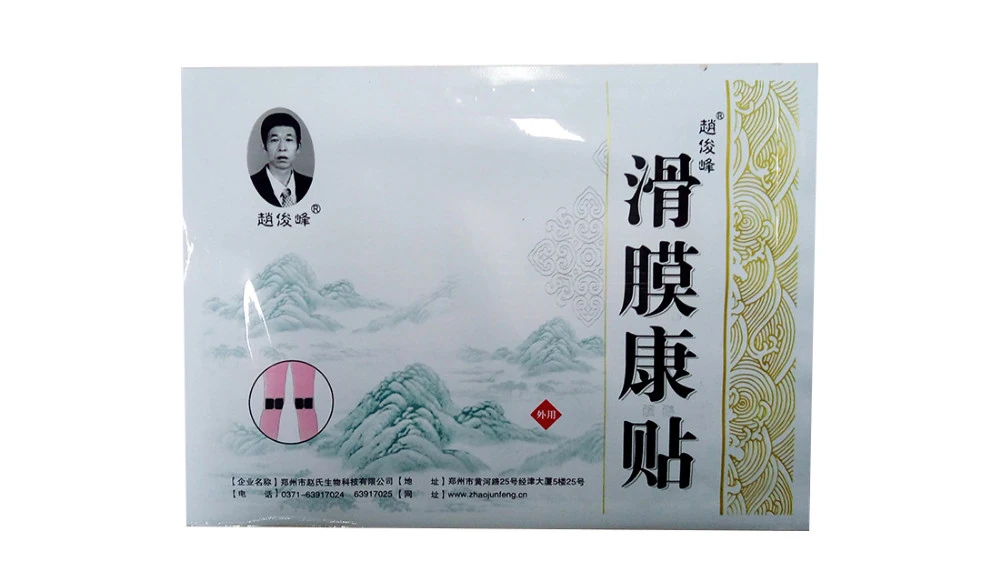 趙俊峰®
滑膜康贴
趙俊峰®
外用
【企业名称】郑州市赵氏生物科技有限公司【地 址】郑州市黄河路25号经津大厦5楼25号
【电 话】0371-63917024 63917025【网 址】www.zhaojunfeng.cn